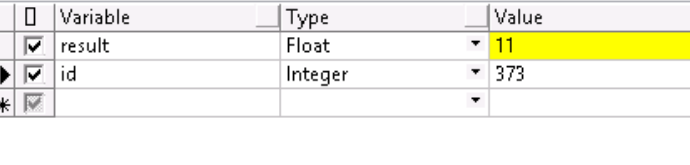 Variable Type Value
result Float 11
id Integer 373